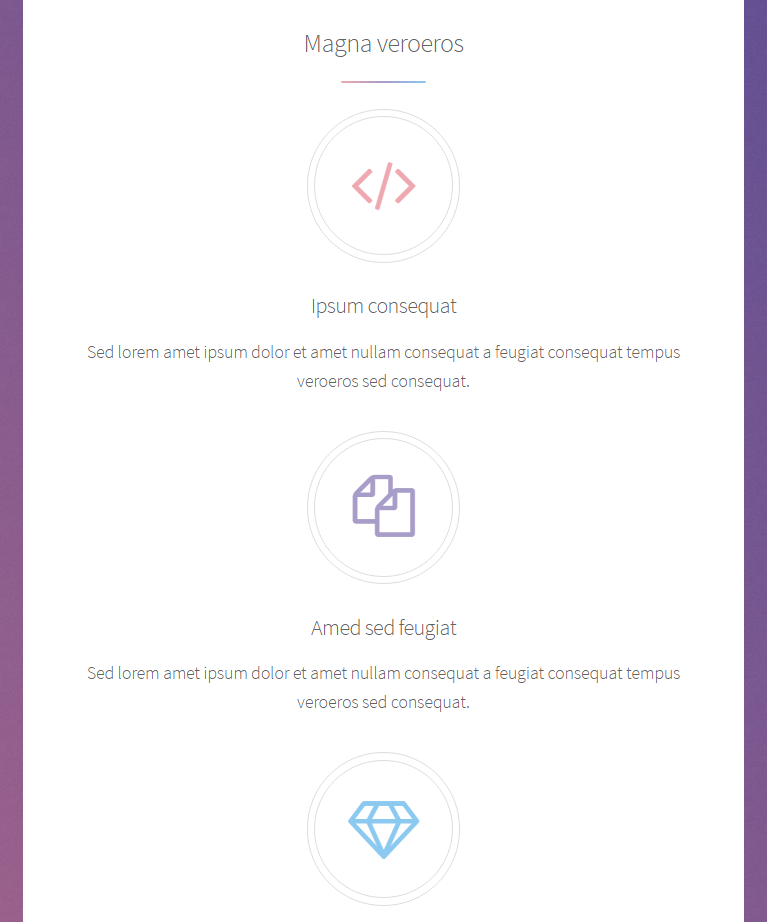 Magna veroeros
Ipsum consequat
Sed lorem amet ipsum dolor et amet nullam consequat a feugiat consequat tempus
veroeros sed consequat.
Amed sed feugiat
Sed lorem amet ipsum dolor et amet nullam consequat a feugiat consequat tempus
veroeros sed consequat.